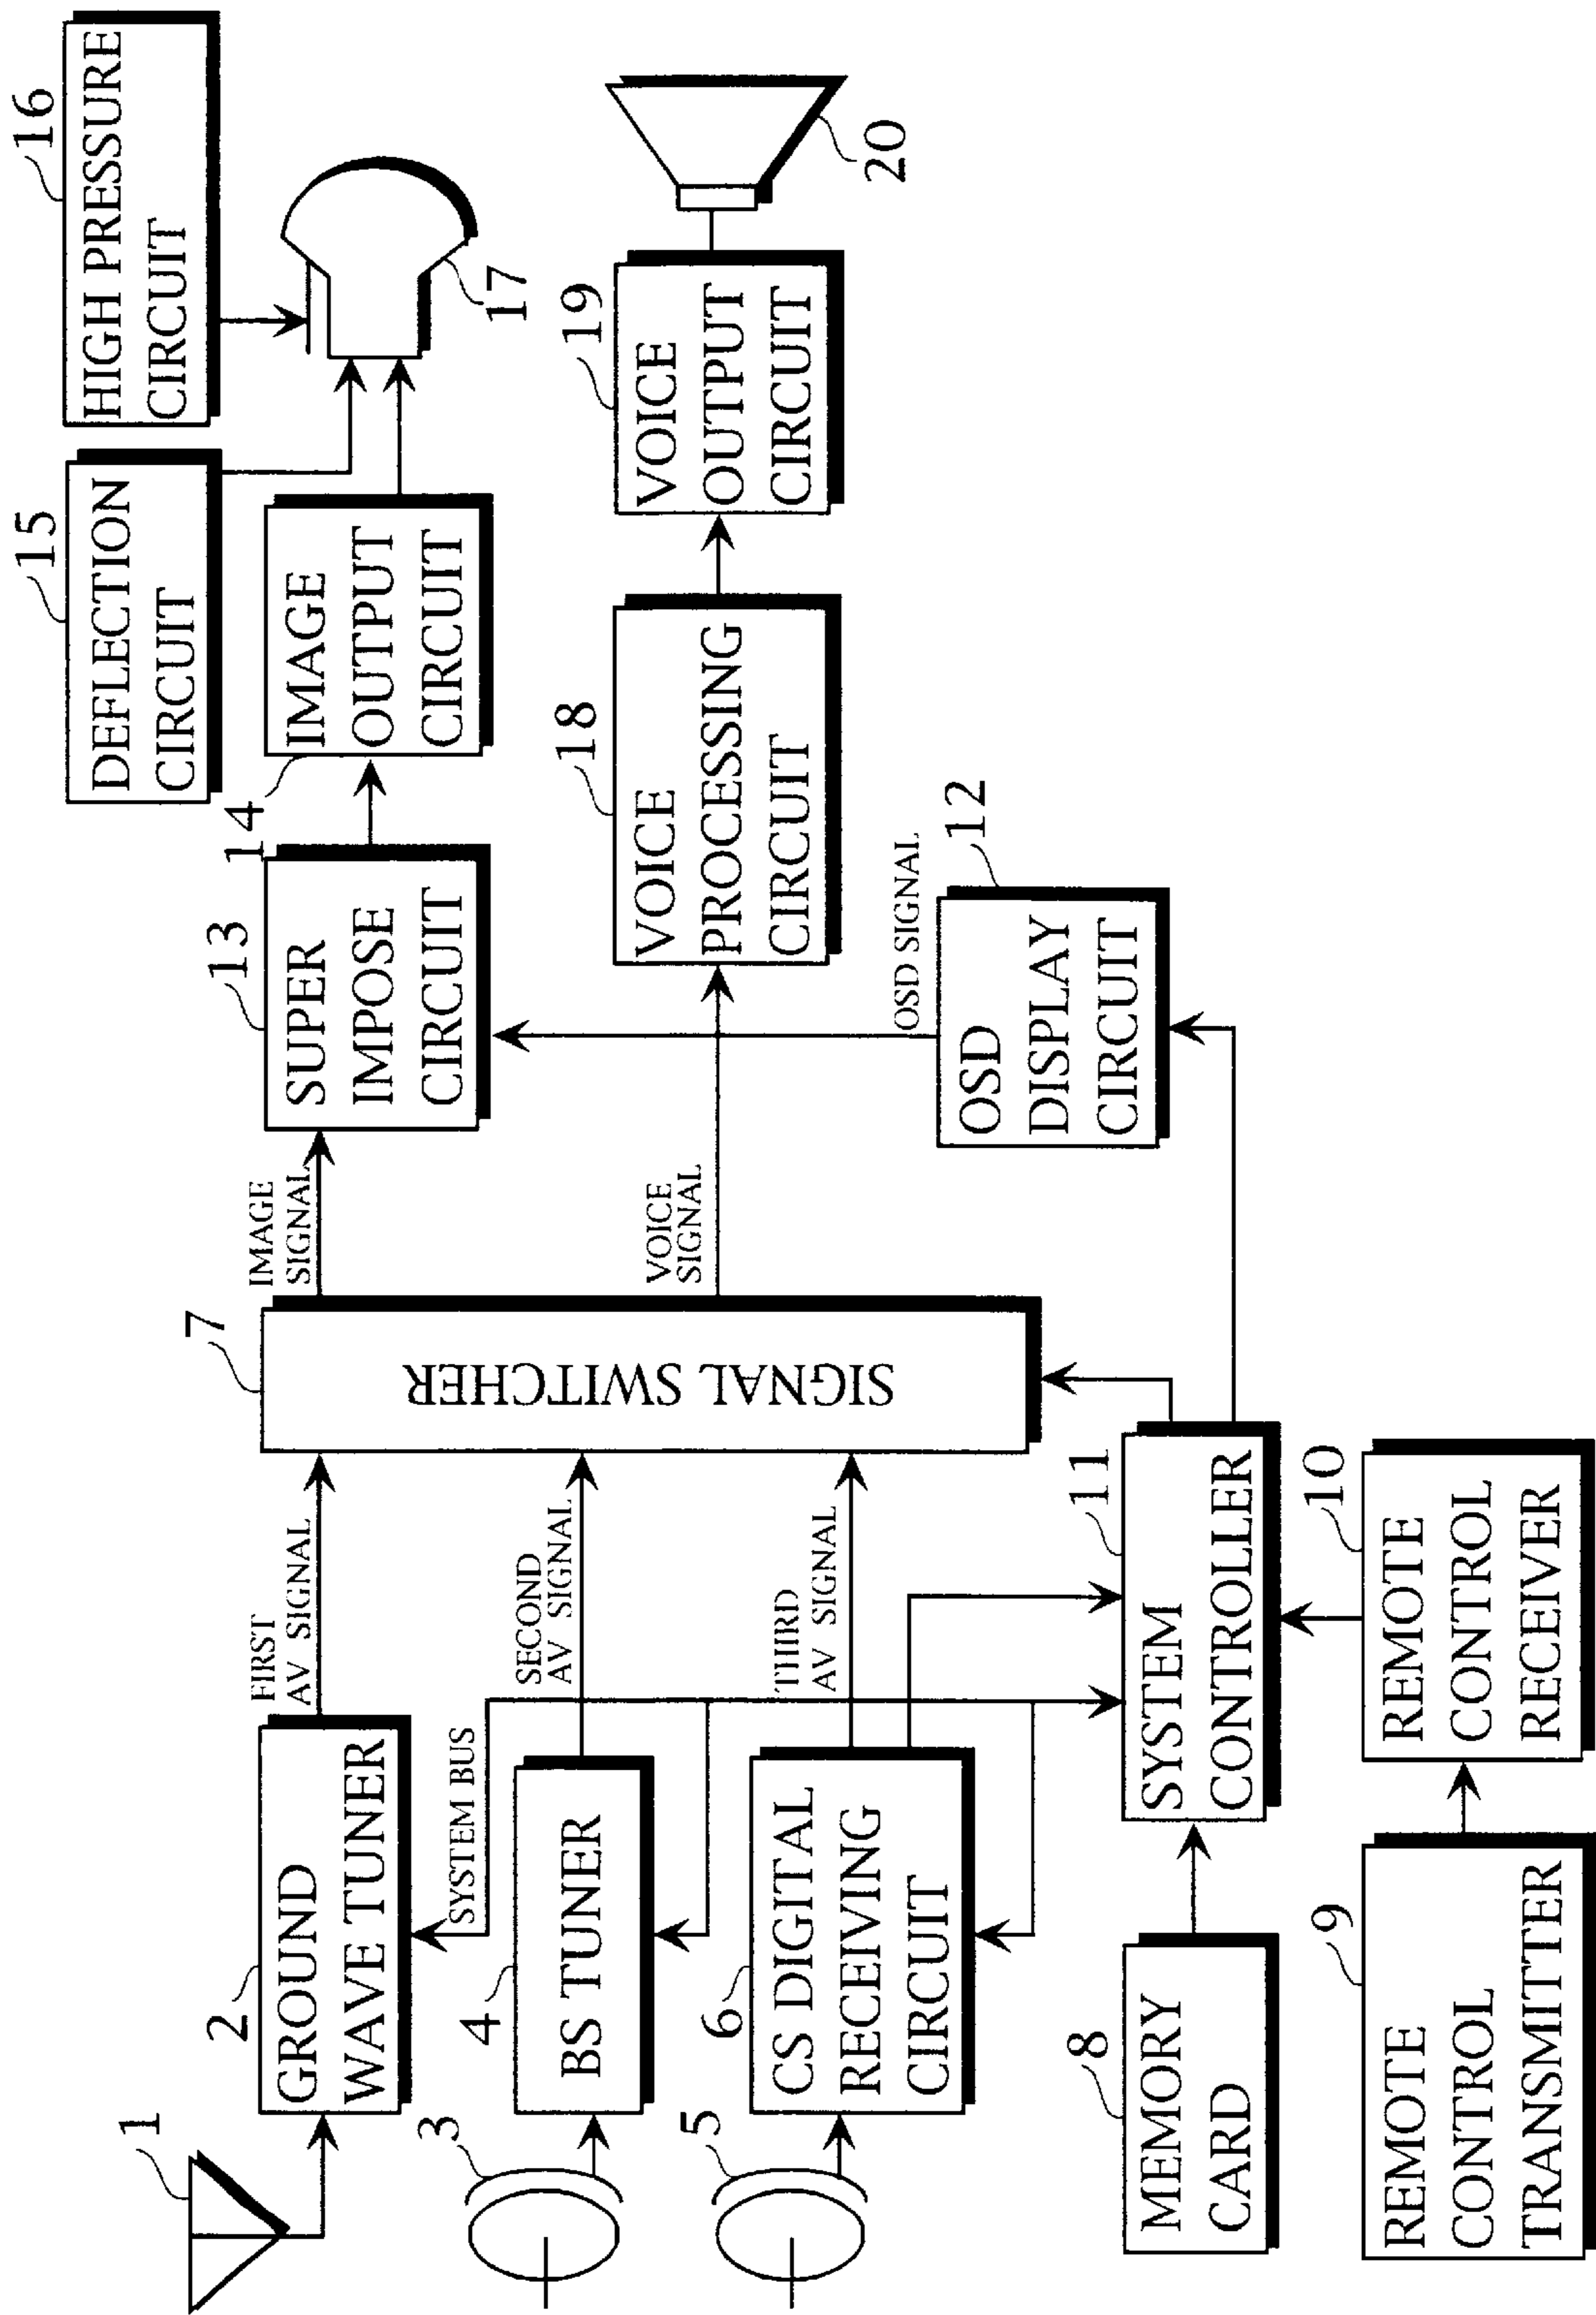 1
2
GROUND
WAVE TUNER
FIRST
AV SIGNAL
SYSTEM BUS
3
4
BS TUNER
SECOND
AV SIGNAL
5
6
CS DIGITAL
RECEIVING
CIRCUIT
THIRD
AV SIGNAL
7
SIGNAL SWITCHER
8
MEMORY
CARD
9
REMOTE
CONTROL
TRANSMITTER
10
REMOTE
CONTROL
RECEIVER
11
SYSTEM
CONTROLLER
IMAGE
SIGNAL
VOICE
SIGNAL
12
OSD
DISPLAY
CIRCUIT
OSD SIGNAL
13
SUPER
IMPOSE
CIRCUIT
14
IMAGE
OUTPUT
CIRCUIT
15
DEFLECTION
CIRCUIT
16
HIGH PRESSURE
CIRCUIT
17
18
VOICE
PROCESSING
CIRCUIT
19
VOICE
OUTPUT
CIRCUIT
20